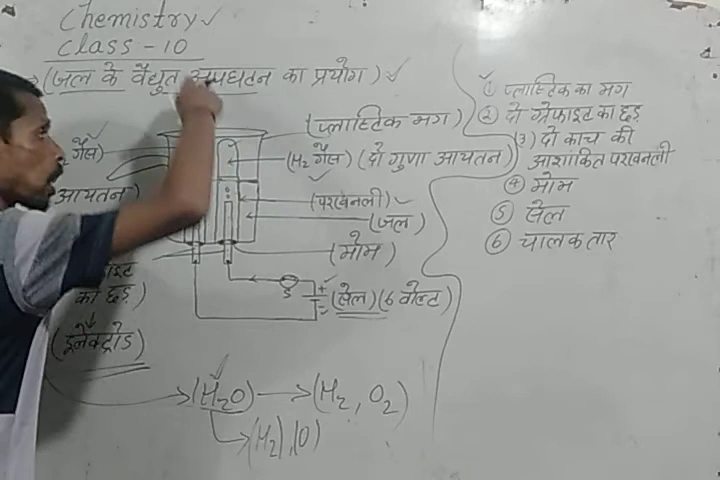 Chemistry
Class - 10
(जल के वैद्युत अपघटन का प्रयोग)
(प्लाष्टिक मग)
गैस)
(H2 गैस) (दो गुणा आयतन)
आयतन)
(परखनली)
(जल)
(मोम)
का छड़)
S
+
-
(सेल) (6 वोल्ट)
(इलेक्ट्रोड)
(H2O) → (H2, O2)
(H2), (O)
① प्लाष्टिक का मग
② दो ग्रेफाइट का छड़
(3) दो काच की
आशांकित परखनली
④ मोम
⑤ सेल
⑥ चालक तार